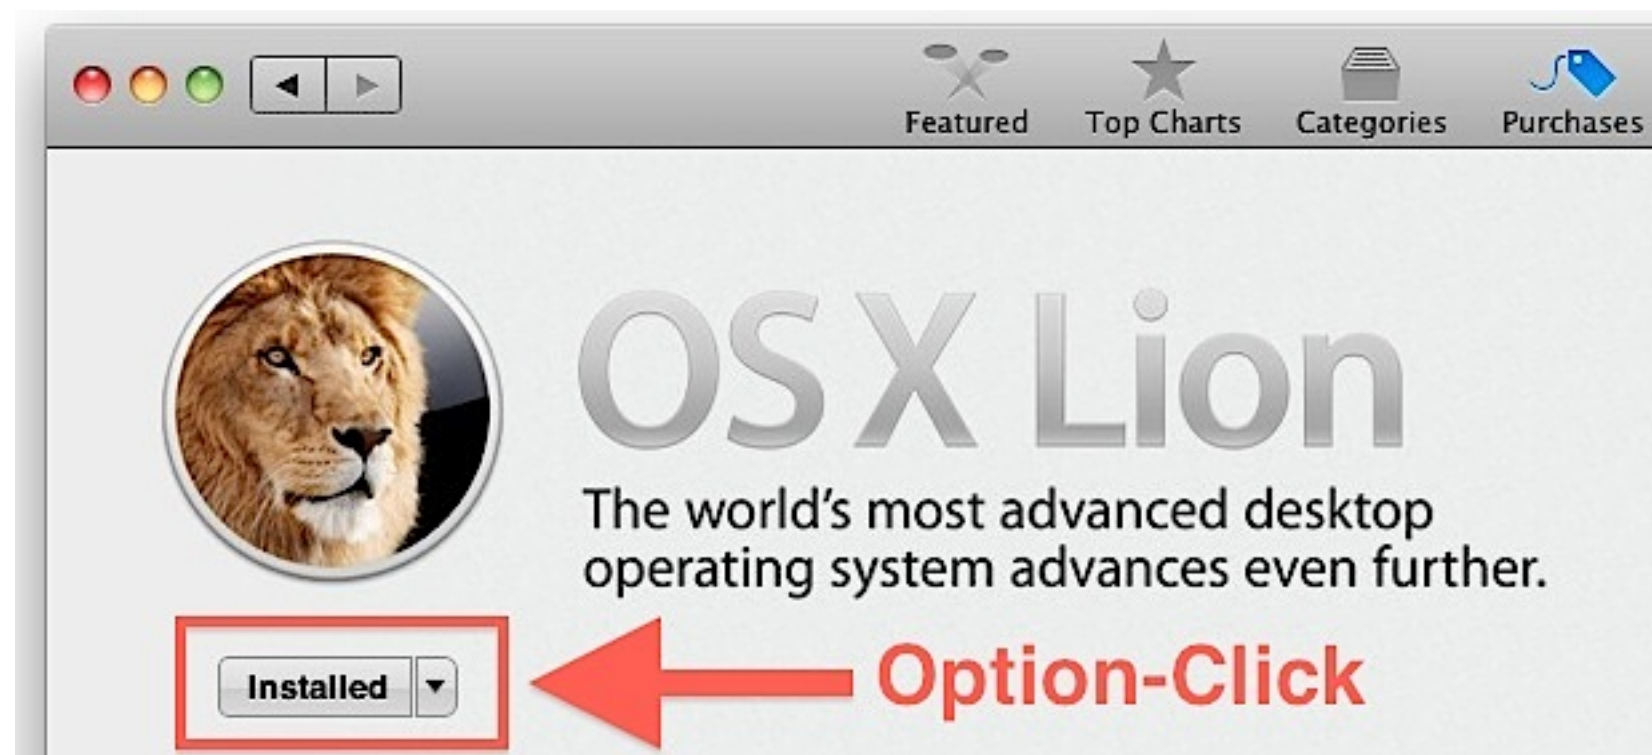 Featured Top Charts Categories Purchases
OS X Lion
The world's most advanced desktop
operating system advances even further.
Installed Option-Click